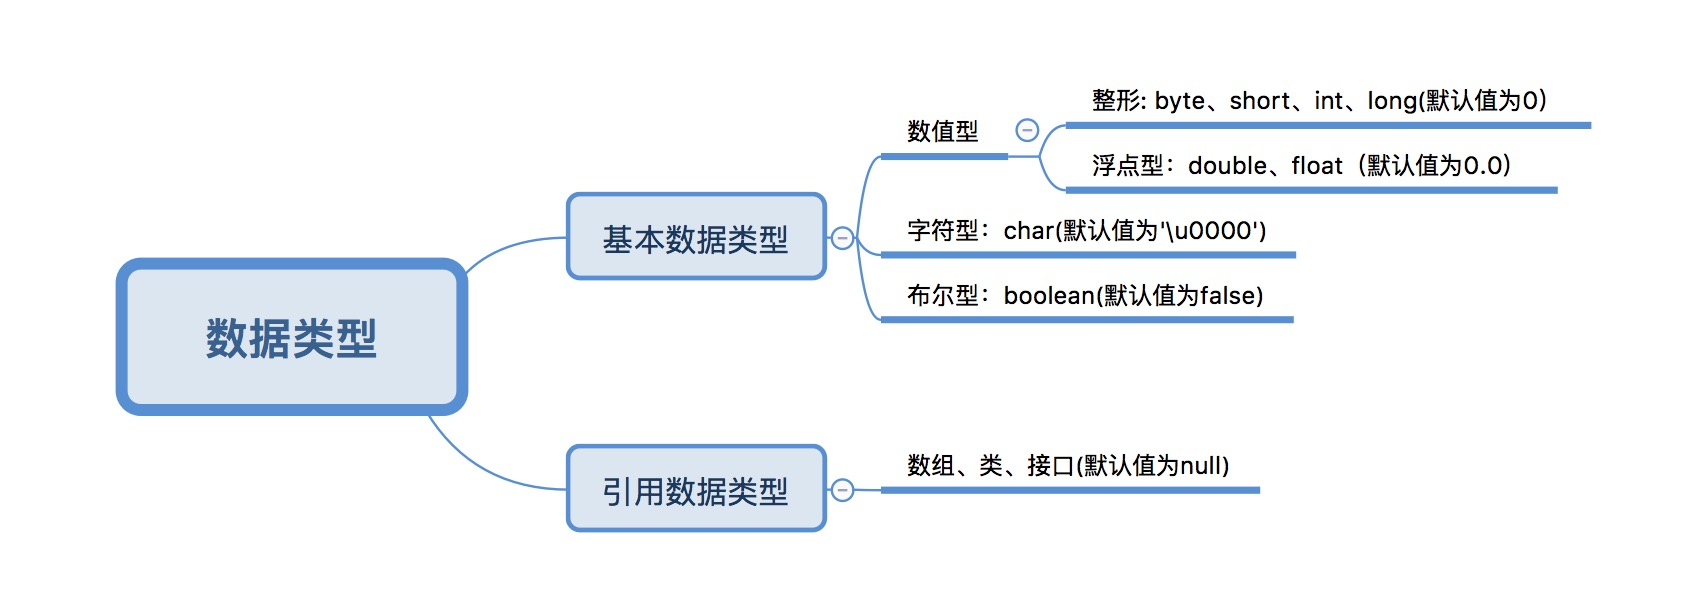 数据类型
基本数据类型
数值型
整形: byte、short、int、long(默认值为0）
浮点型：double、float（默认值为0.0）
字符型：char(默认值为'\u0000')
布尔型：boolean(默认值为false)
引用数据类型
数组、类、接口(默认值为null)